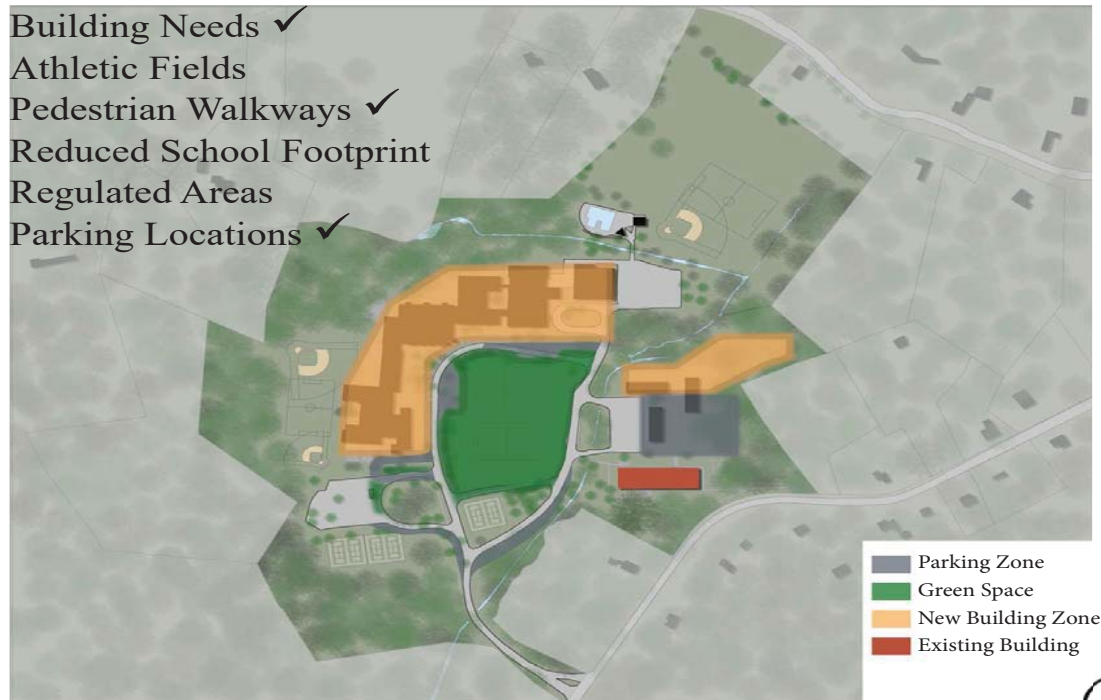 Building Needs ✓
Athletic Fields
Pedestrian Walkways ✓
Reduced School Footprint
Regulated Areas
Parking Locations ✓
Parking Zone
Green Space
New Building Zone
Existing Building